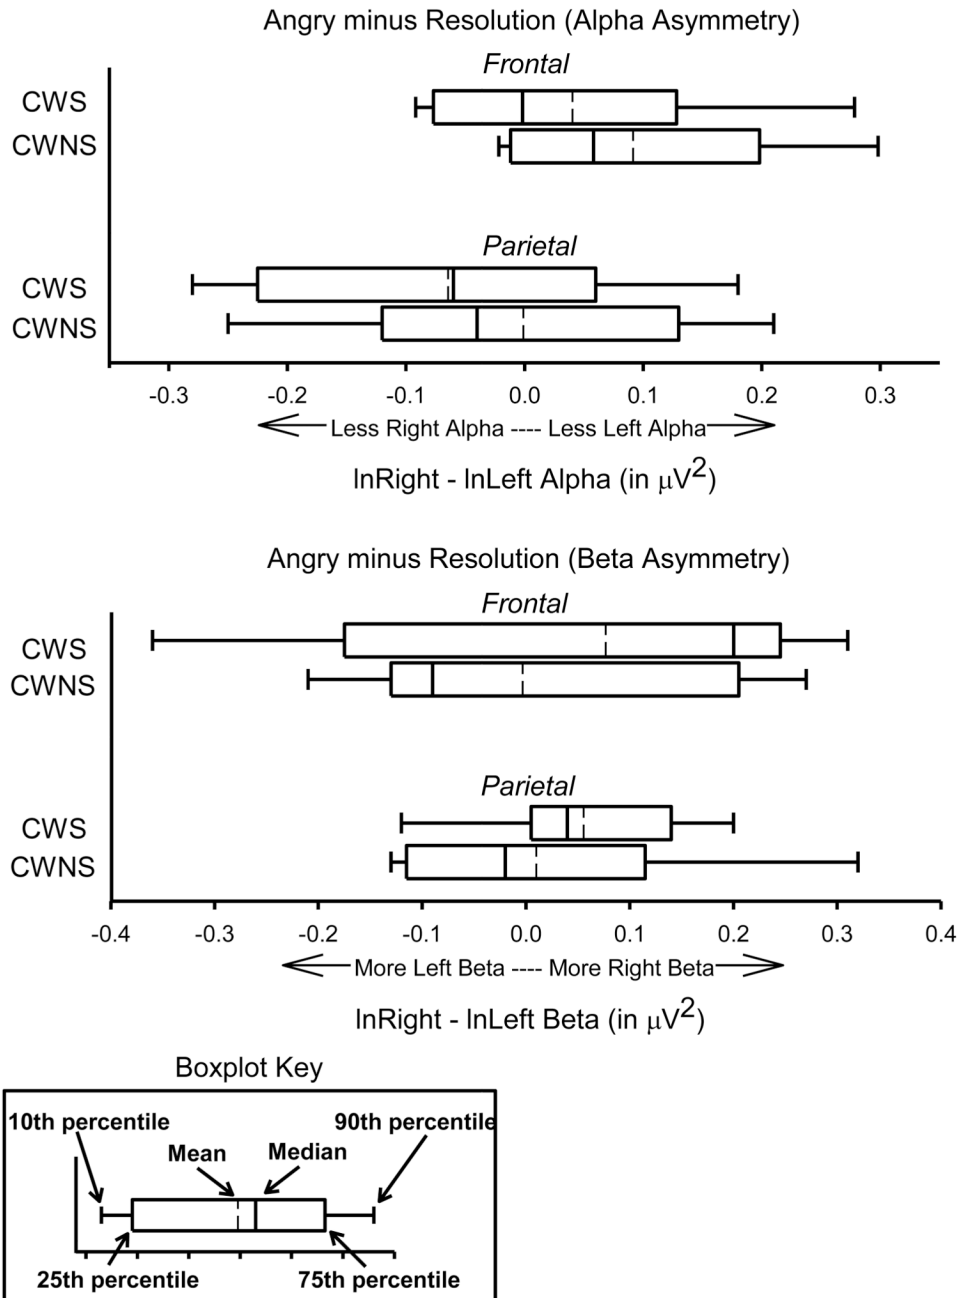 Angry minus Resolution (Alpha Asymmetry)
Frontal
CWS
CWNS
Parietal
CWS
CWNS
-0.3 -0.2 -0.1 0.0 0.1 0.2 0.3
Less Right Alpha ---- Less Left Alpha
lnRight - lnLeft Alpha (in μV2)
Angry minus Resolution (Beta Asymmetry)
Frontal
CWS
CWNS
Parietal
CWS
CWNS
-0.4 -0.3 -0.2 -0.1 0.0 0.1 0.2 0.3 0.4
More Left Beta ---- More Right Beta
lnRight - lnLeft Beta (in μV2)
Boxplot Key
10th percentile 90th percentile
Mean Median
25th percentile 75th percentile